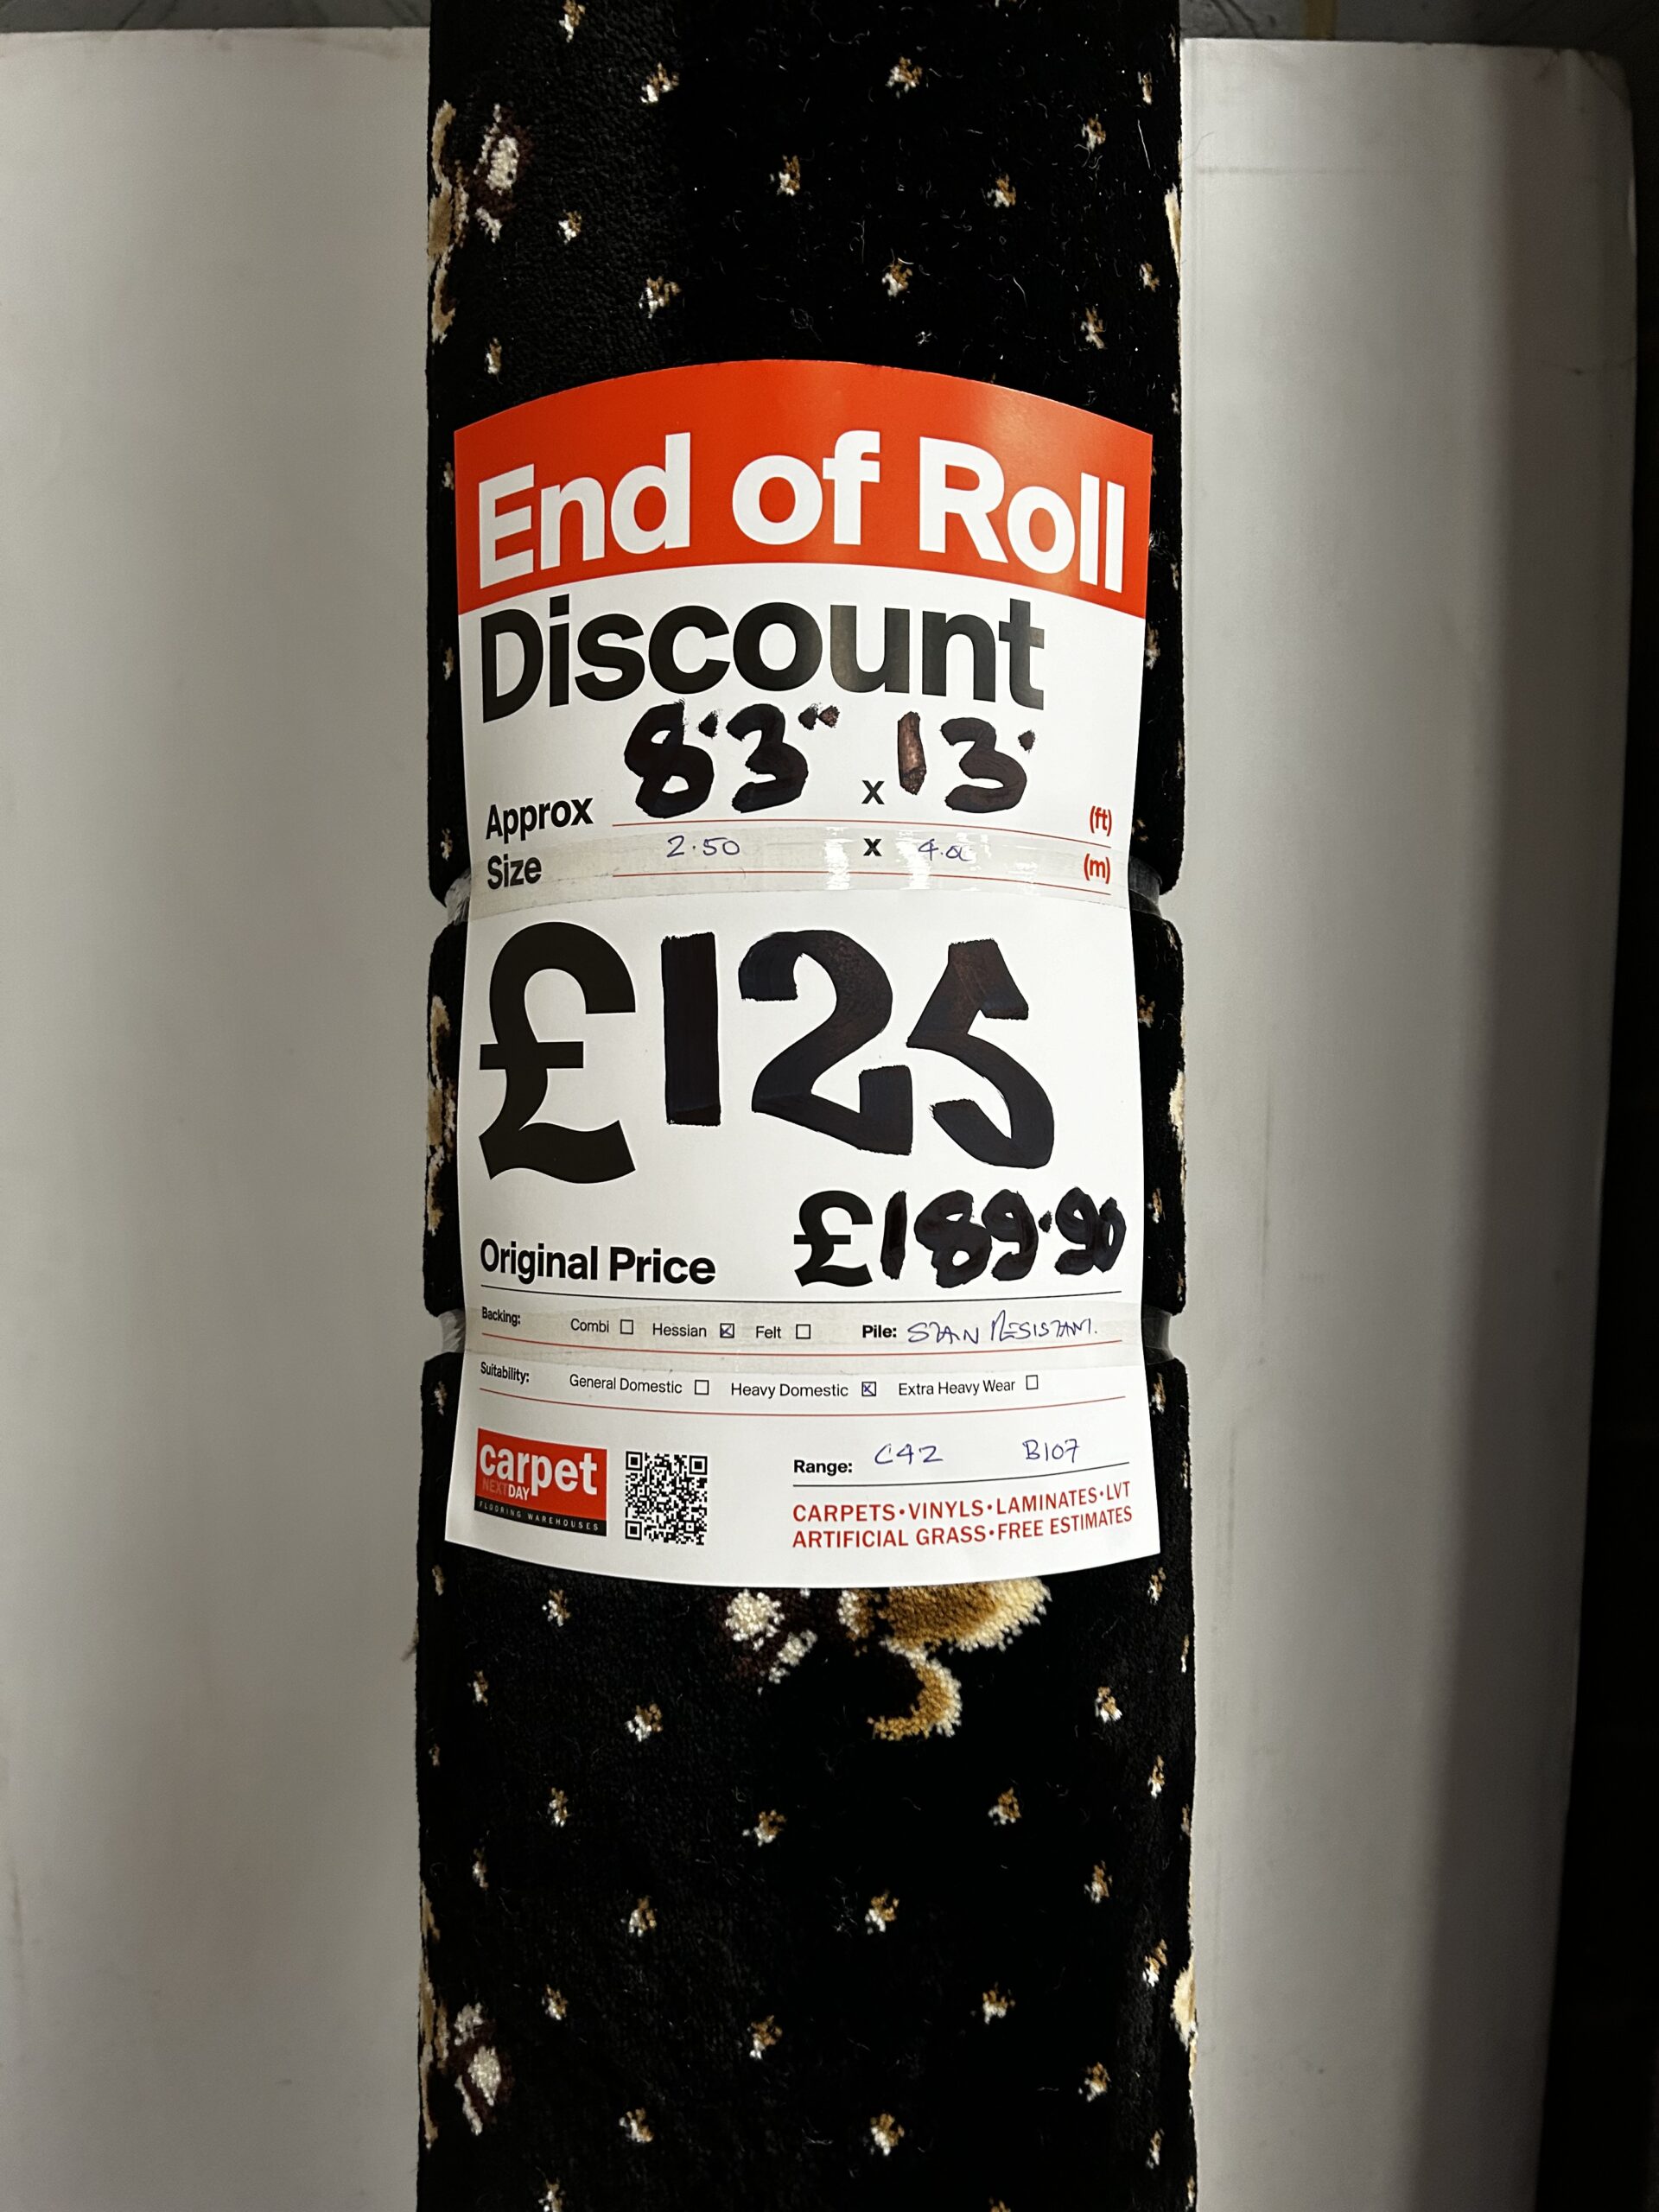 End of Roll
Discount
Approx Size 8'3" x 13' (ft)
2.50 x 4.00 (m)
£125
Original Price £189.90
Backing: Combi Hessian Felt Pile: STAIN RESISTANT.
Suitability: General Domestic Heavy Domestic Extra Heavy Wear
carpet
NEXTDAY
FLOORING WAREHOUSES
Range: C42 B107
CARPETS•VINYLS•LAMINATES•LVT
ARTIFICIAL GRASS•FREE ESTIMATES